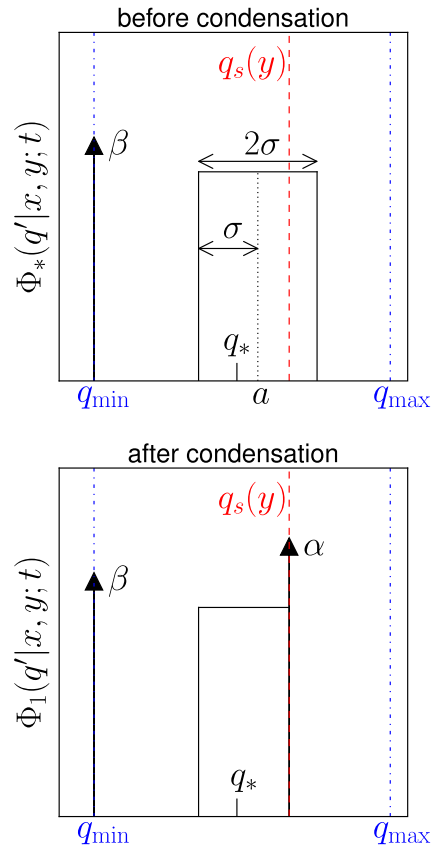 before condensation
q_s(y)
β
2σ
σ
q_*
Φ_*(q′|x, y; t)
q_min
a
q_max
after condensation
q_s(y)
α
β
Φ_1(q′|x, y; t)
q_*
q_min
q_max